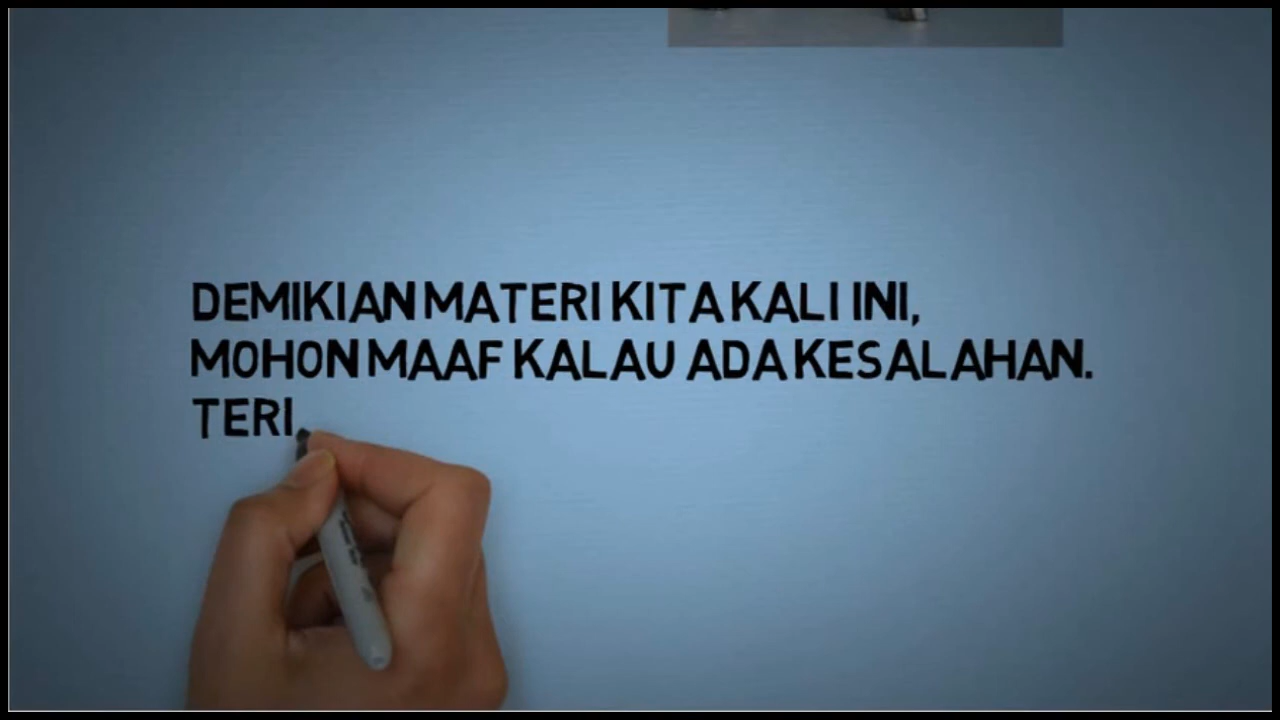 DEMIKIAN MATERI KITA KALI INI,
MOHON MAAF KALAU ADA KESALAHAN.
TERI